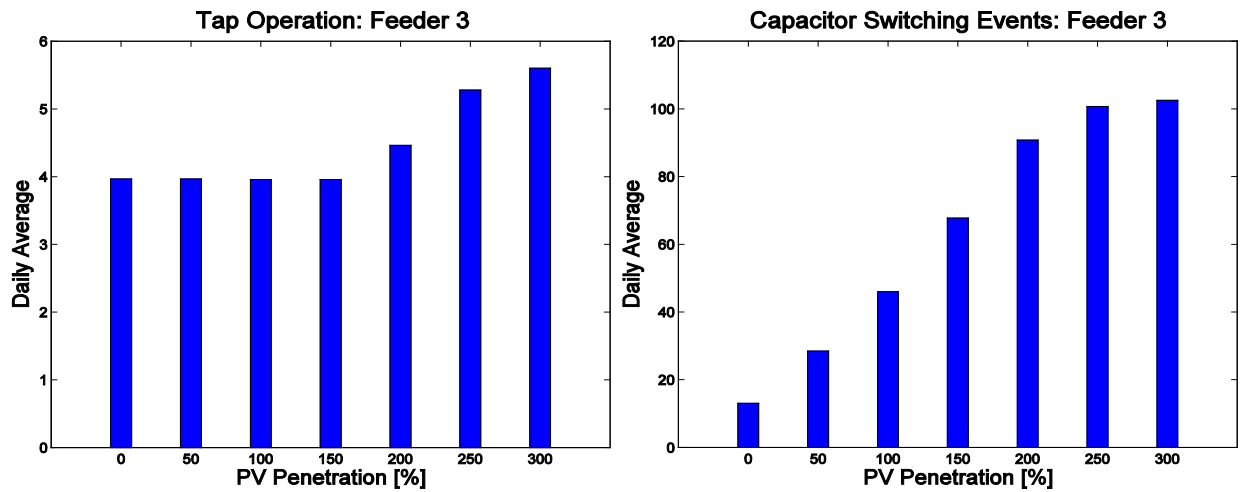 Tap Operation: Feeder 3
6
5
4
3
2
1
0
Daily Average
0 50 100 150 200 250 300
PV Penetration [%]
Capacitor Switching Events: Feeder 3
120
100
80
60
40
20
0
Daily Average
0 50 100 150 200 250 300
PV Penetration [%]